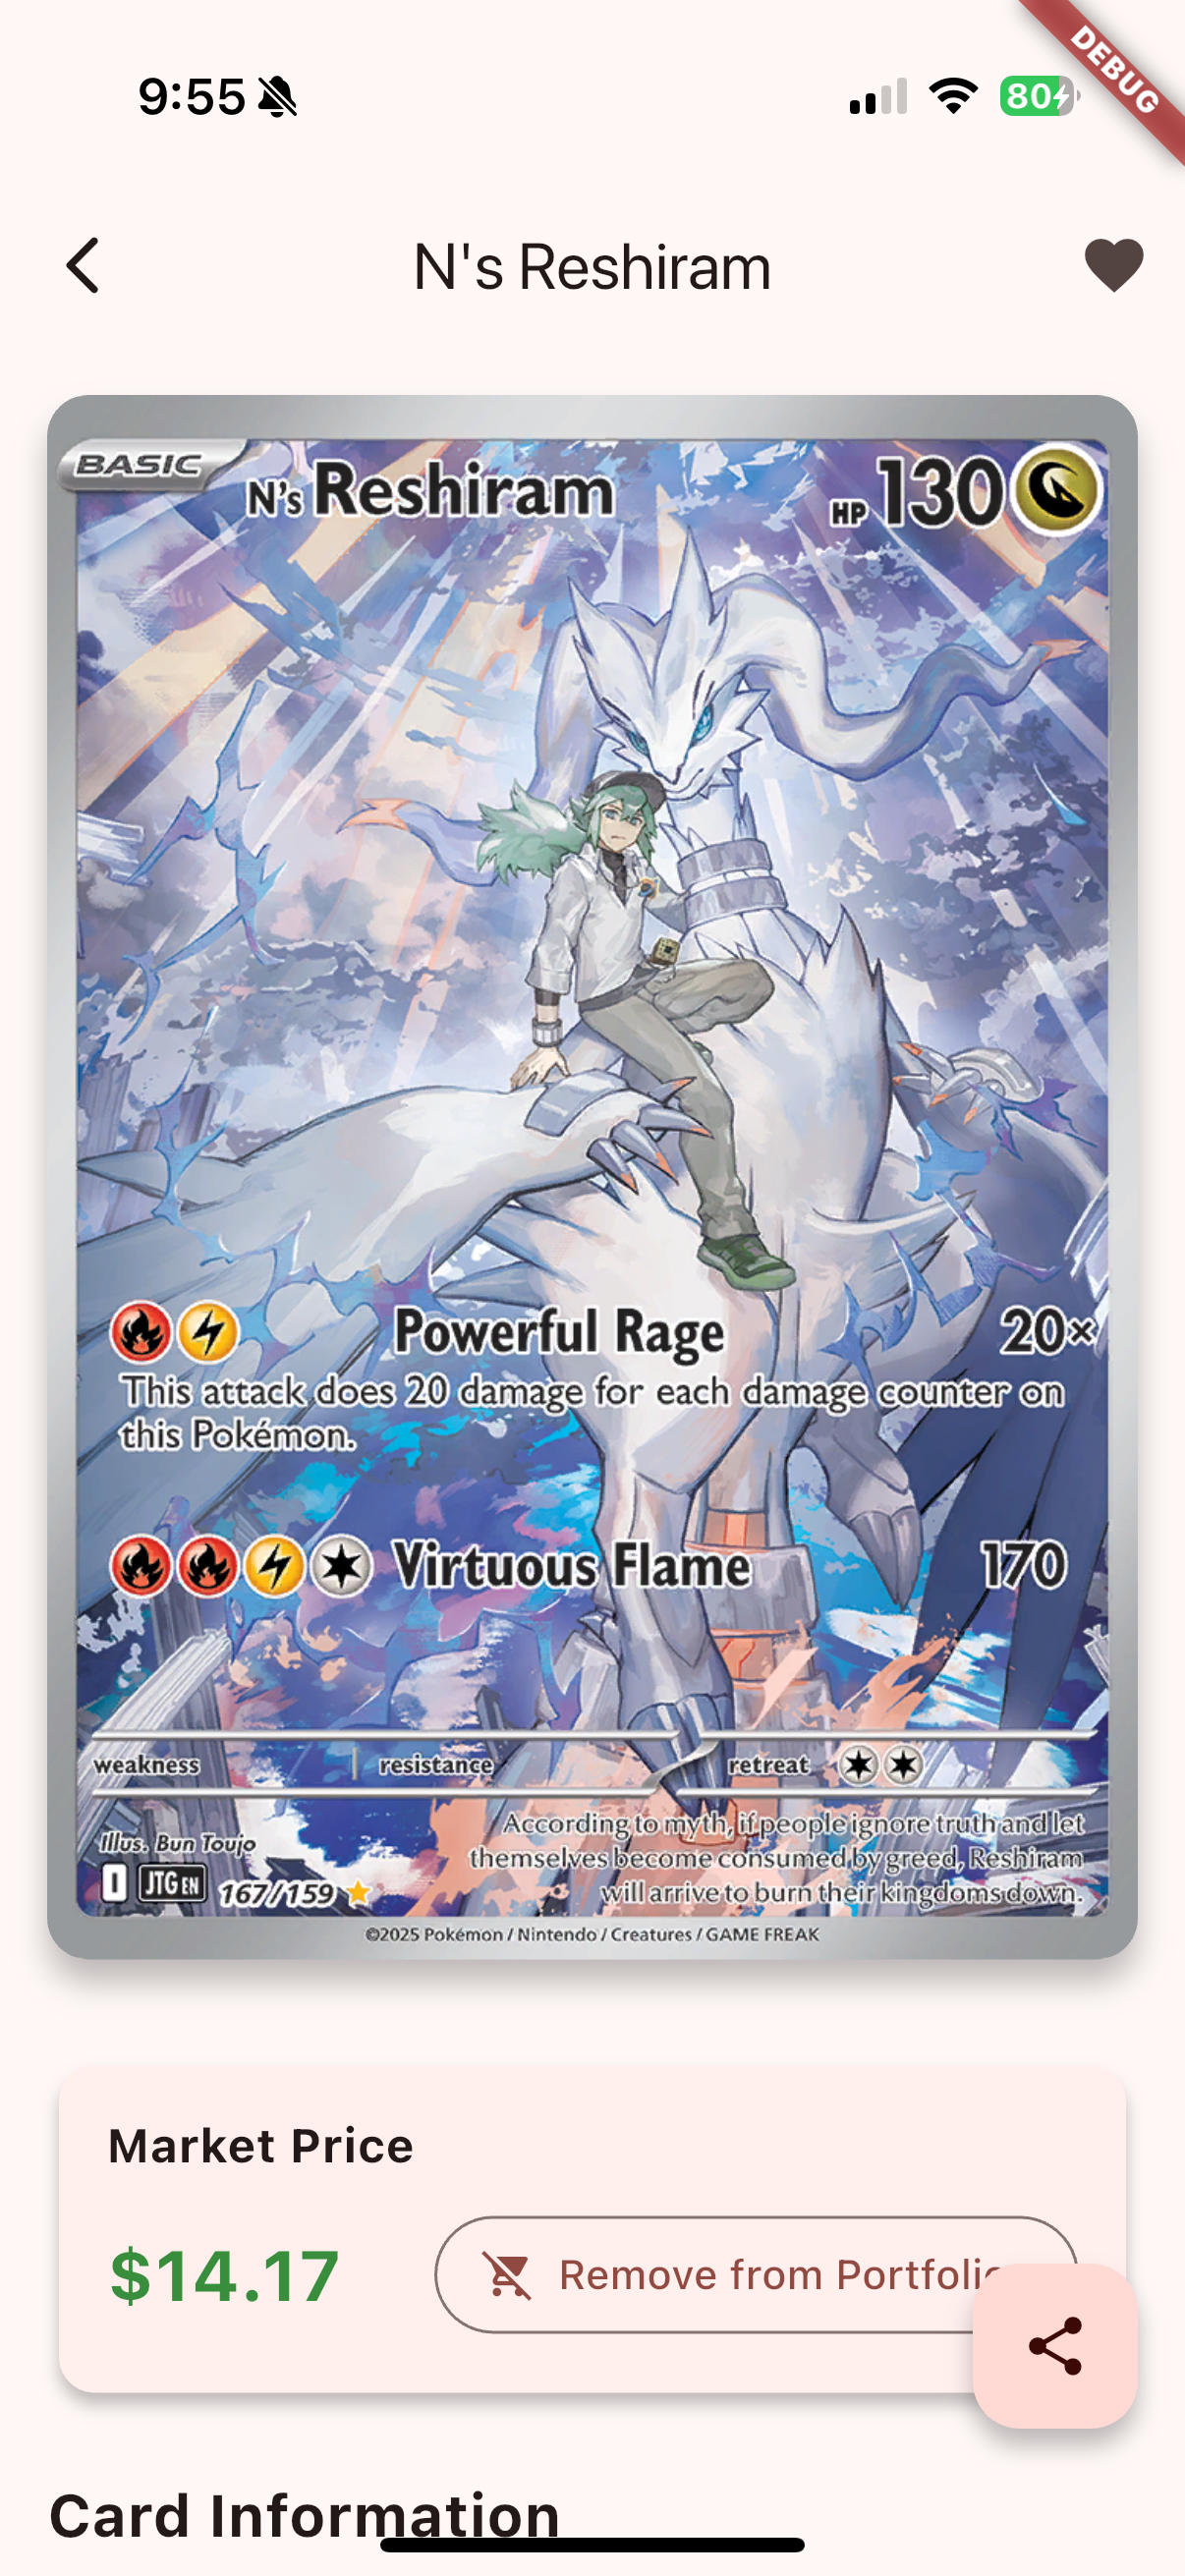 DEBUG
9:55
80
N's Reshiram
BASIC
N's Reshiram
HP 130
Powerful Rage 20×
This attack does 20 damage for each damage counter on
this Pokémon.
Virtuous Flame 170
weakness resistance retreat
According to myth, if people ignore truth and let
themselves become consumed by greed, Reshiram
will arrive to burn their kingdoms down.
Illus. Bun Toujo
I JTG EN 167/159
©2025 Pokémon / Nintendo / Creatures / GAME FREAK
Market Price
$14.17
Remove from Portfolio
Card Information